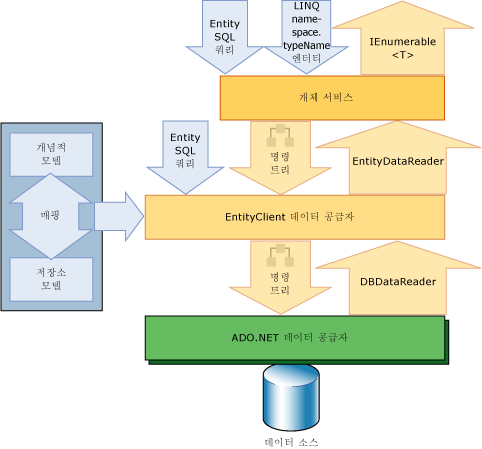 Entity
SQL
쿼리
LINQ
name-
space.
typeName
엔터티
IEnumerable
<T>
개체 서비스
개념적
모델
매핑
저장소
모델
Entity
SQL
쿼리
명령
트리
EntityDataReader
EntityClient 데이터 공급자
명령
트리
DBDataReader
ADO.NET 데이터 공급자
데이터 소스